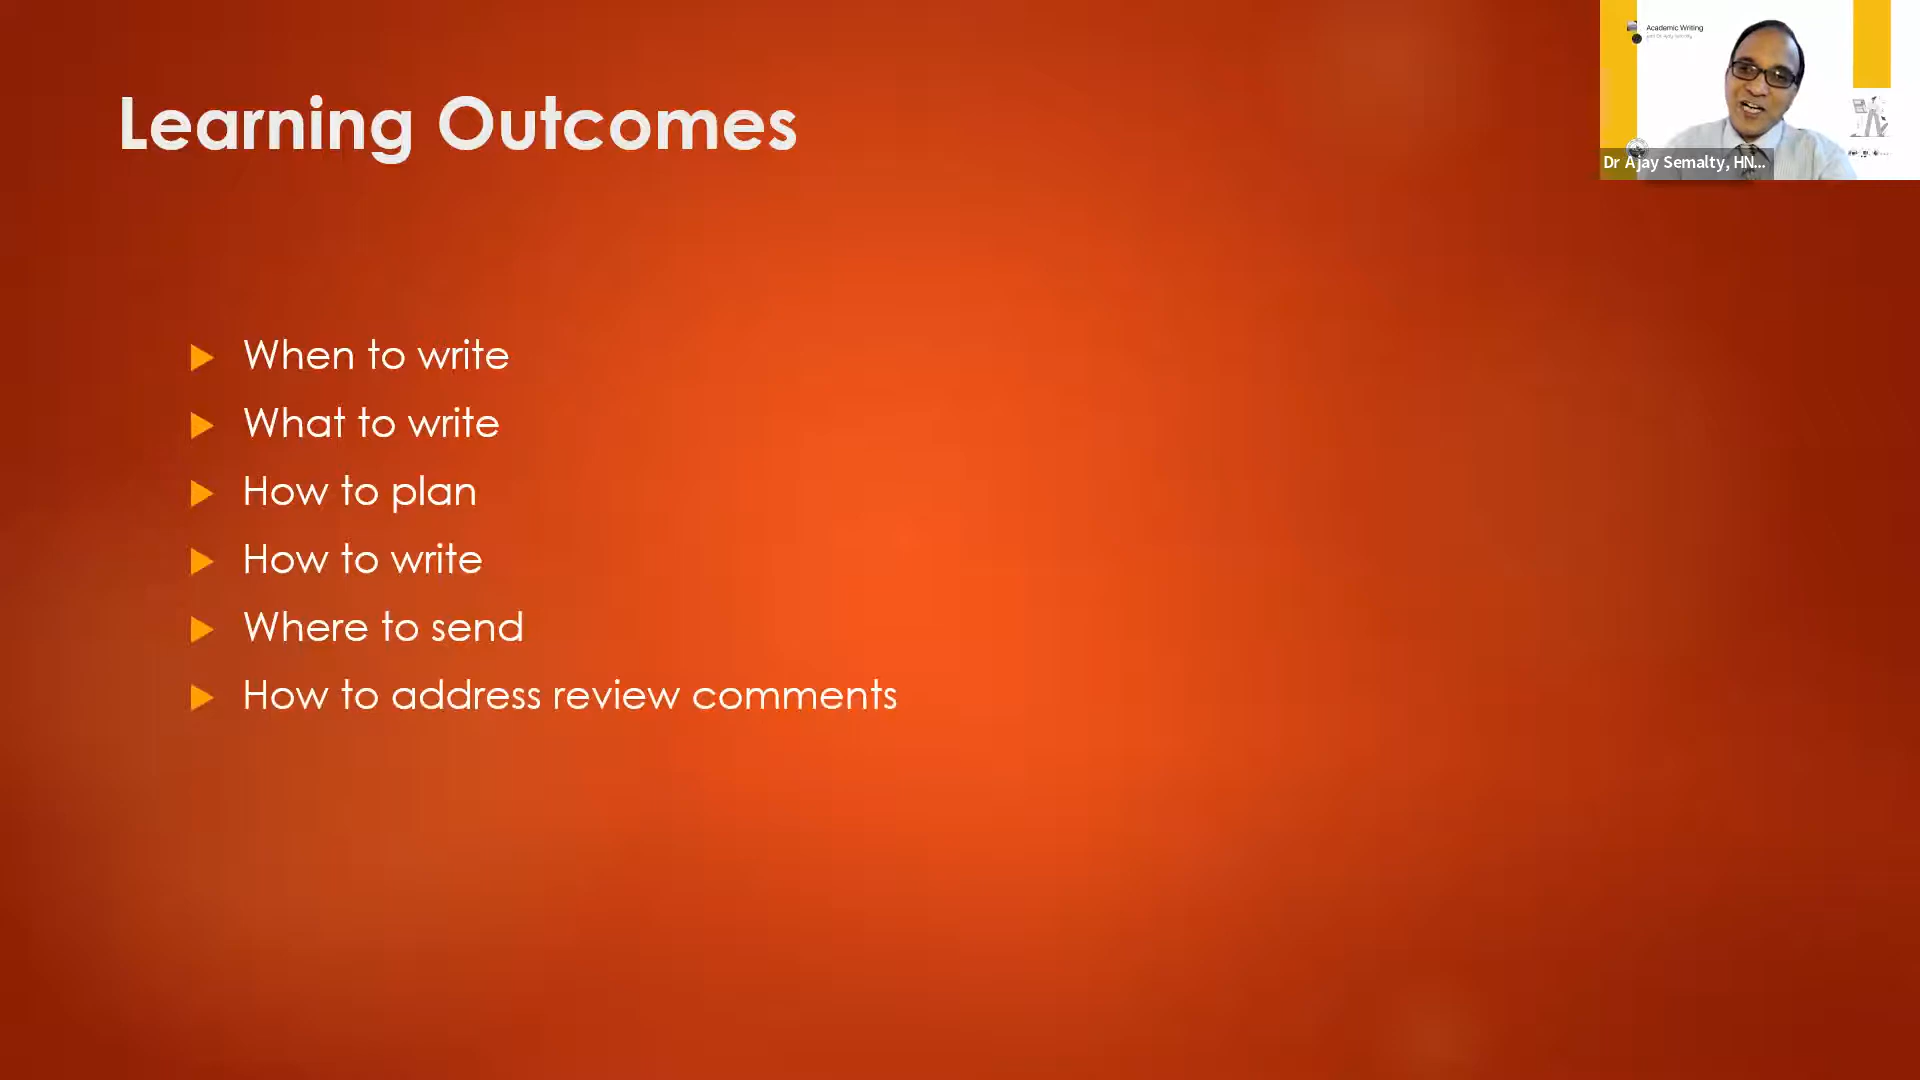 Learning Outcomes
When to write
What to write
How to plan
How to write
Where to send
How to address review comments
Academic Writing
Dr Ajay Semalty, HN...